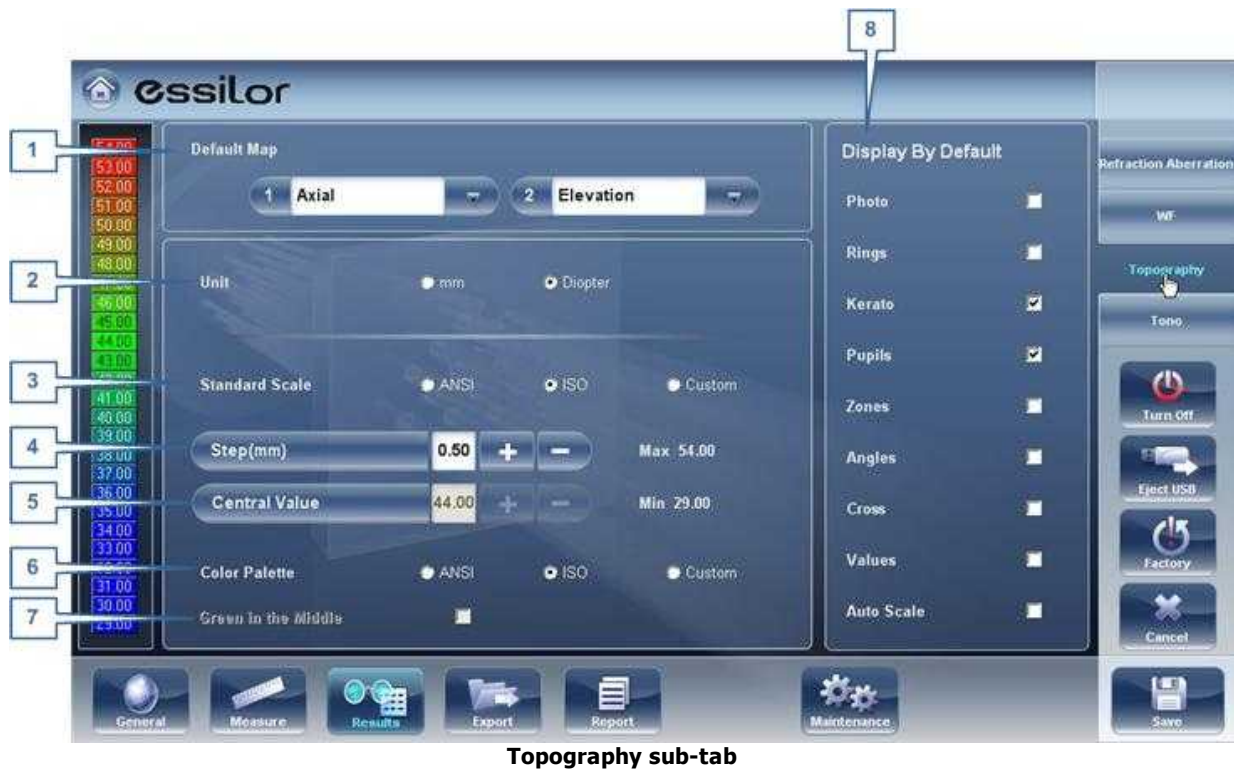 8
essilor
1
54.00
53.00
52.00
51.00
50.00
49.00
48.00
46.00
45.00
44.00
43.00
41.00
40.00
39.00
38.00
37.00
36.00
35.00
34.00
33.00
31.00
30.00
29.00
Default Map
1 Axial
2 Elevation
2
Unit
mm
Diopter
3
Standard Scale
ANSI
ISO
Custom
4
Step(mm)
0.50
+
-
Max 54.00
5
Central Value
44.00
+
-
Min 29.00
6
Color Palette
ANSI
ISO
Custom
7
Green in the Middle
Display By Default
Photo
Rings
Kerato
Pupils
Zones
Angles
Cross
Values
Auto Scale
Refraction Aberration
WF
Topography
Tono
Turn Off
Eject USB
Factory
Cancel
General
Measure
Results
Export
Report
Maintenance
Save
Topography sub-tab